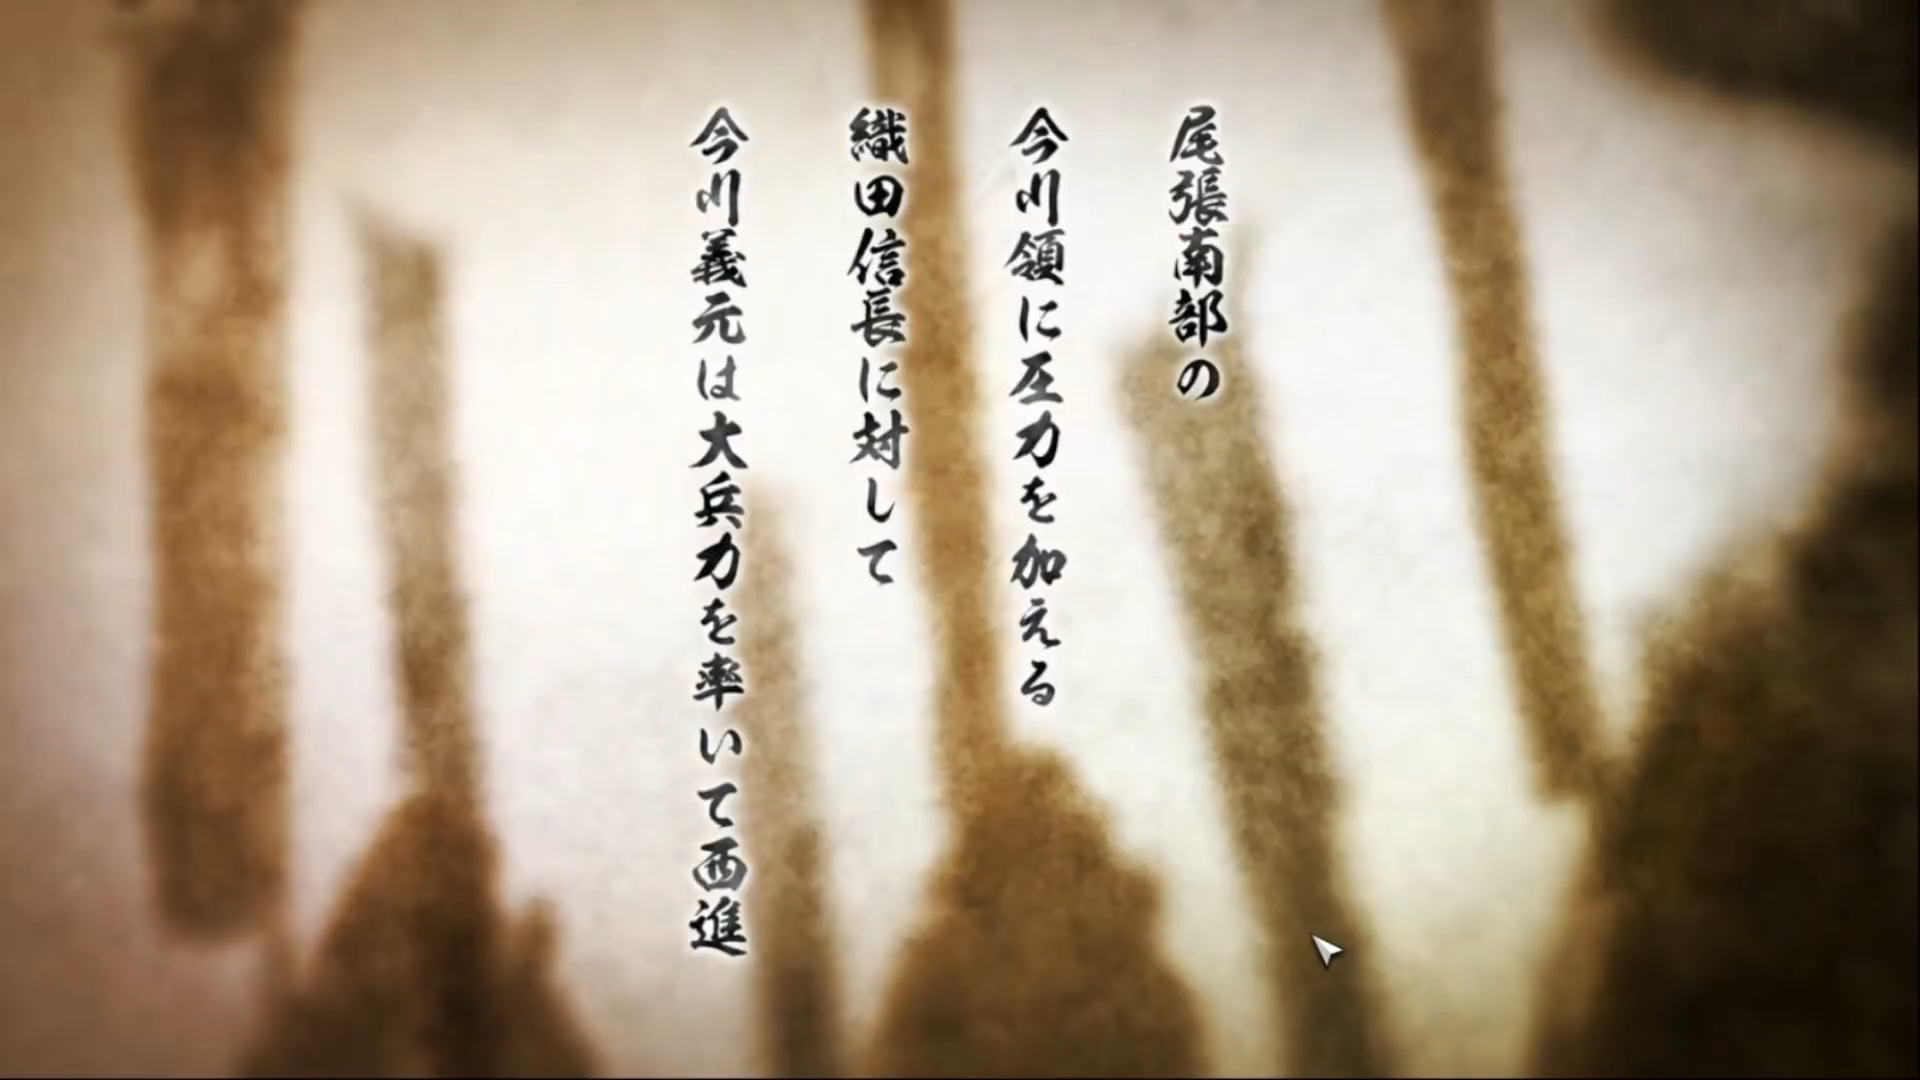 尾張南部の
今川領に圧力を加える
織田信長に対して
今川義元は大兵力を率いて西進